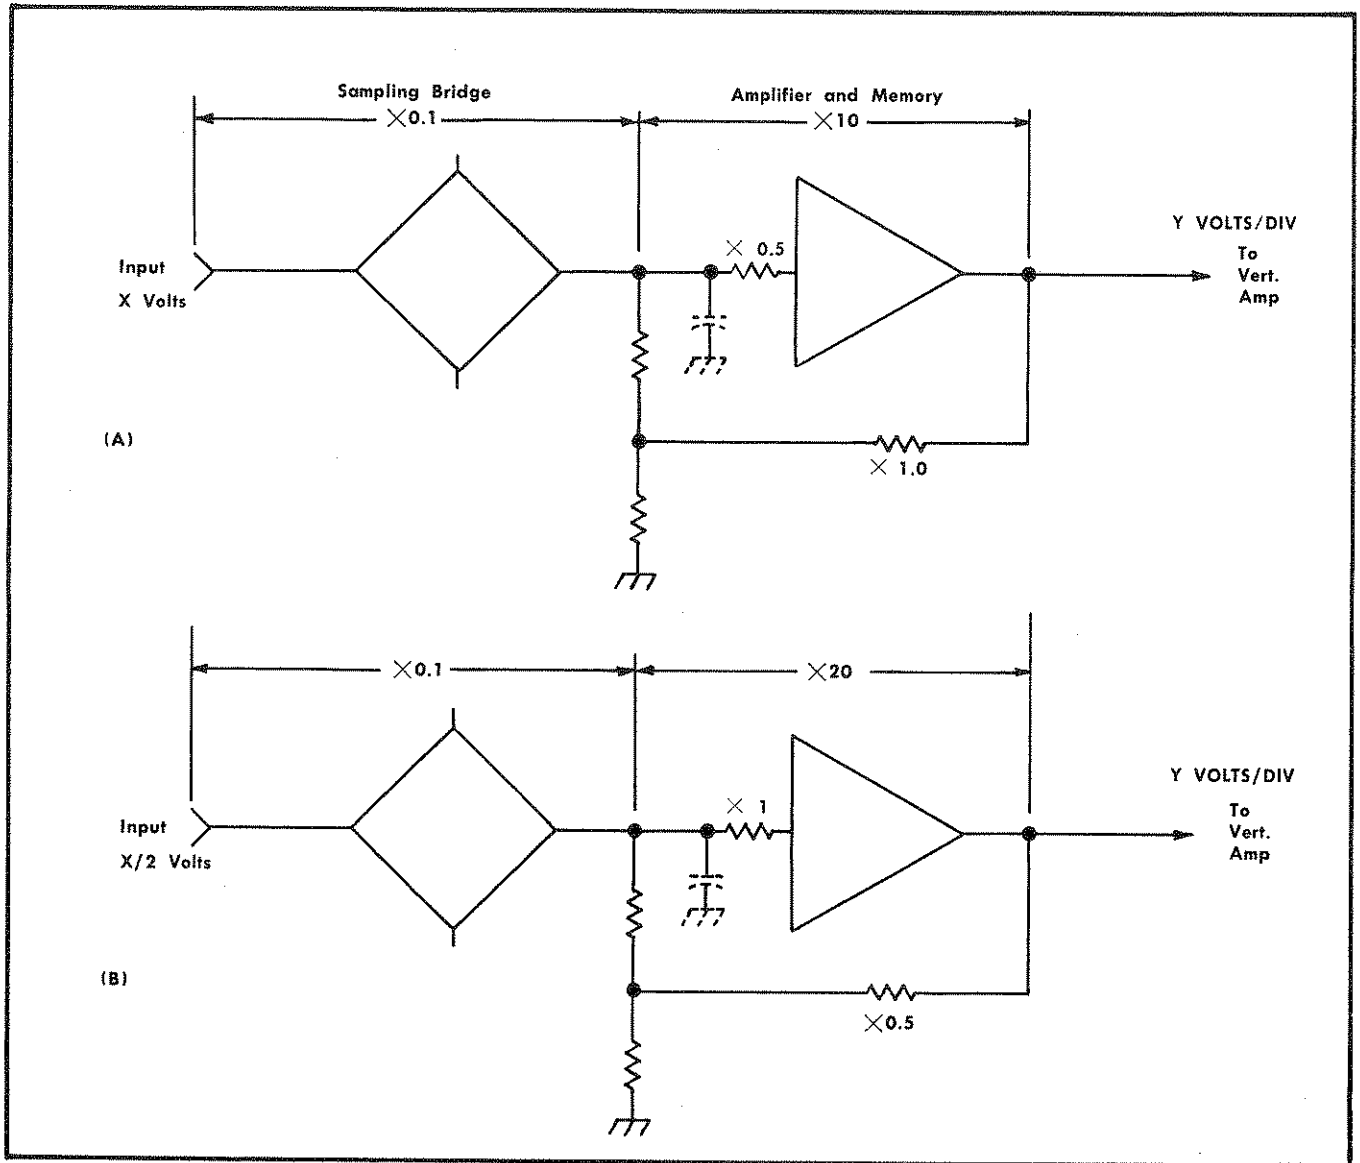 Sampling Bridge
×0.1
Amplifier and Memory
×10
Input
X Volts
× 0.5
Y VOLTS/DIV
To
Vert.
Amp
(A)
× 1.0
×0.1
×20
Input
X/2 Volts
× 1
Y VOLTS/DIV
To
Vert.
Amp
(B)
×0.5